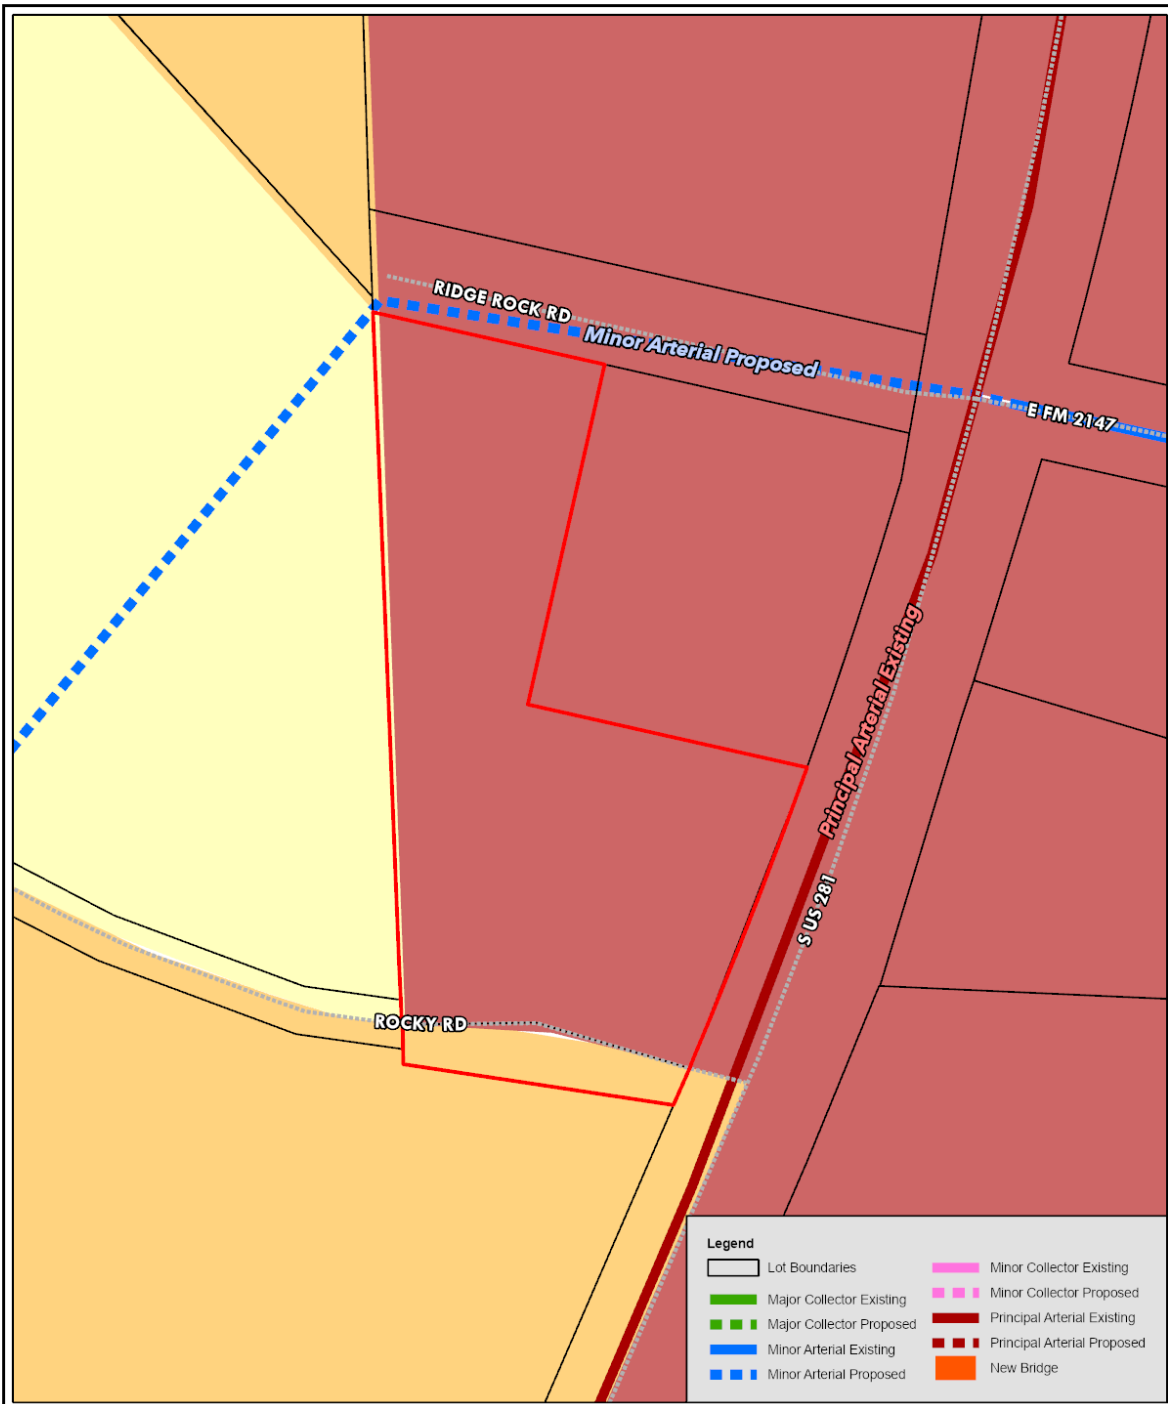 RIDGE ROCK RD
Minor Arterial Proposed
E FM 2147
Principal Arterial Existing
S US 281
ROCKY RD
Legend
Lot Boundaries
Major Collector Existing
Major Collector Proposed
Minor Arterial Existing
Minor Arterial Proposed
Minor Collector Existing
Minor Collector Proposed
Principal Arterial Existing
Principal Arterial Proposed
New Bridge